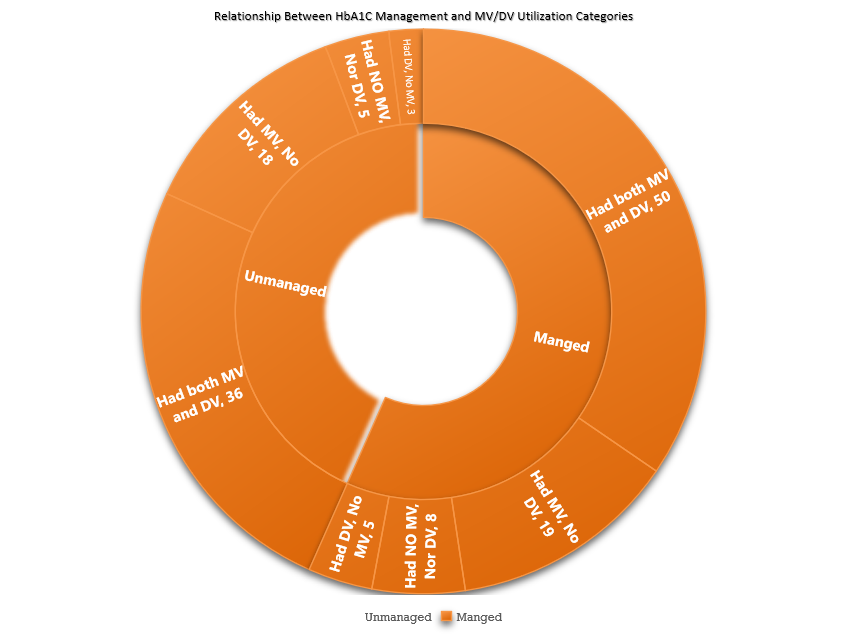 Relationship Between HbA1C Management and MV/DV Utilization Categories
Had DV, No MV, 3
Had NO MV,
Nor DV, 5
Had MV, No
DV, 18
Had both MV
and DV, 50
Unmanaged
Manged
Had both MV
and DV, 36
Had MV, No
DV, 19
Had DV, No
MV, 5
Had NO MV,
Nor DV, 8
Unmanaged
Manged